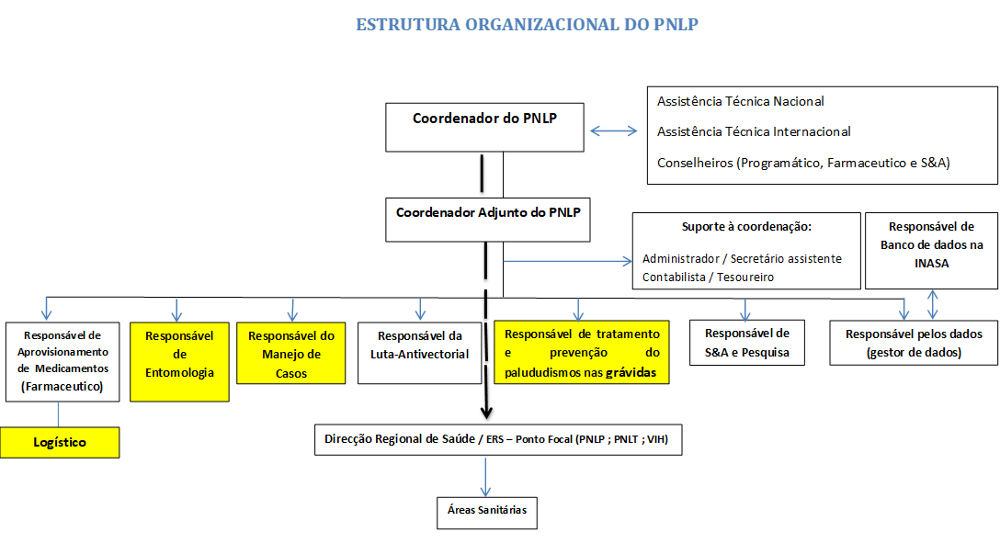 ESTRUTURA ORGANIZACIONAL DO PNLP
Coordenador do PNLP
Assistência Técnica Nacional
Assistência Técnica Internacional
Conselheiros (Programático, Farmaceutico e S&A)
Coordenador Adjunto do PNLP
Suporte à coordenação:
Administrador / Secretário assistente
Contabilista / Tesoureiro
Responsável de
Banco de dados na
INASA
Responsável de
Aprovisionamento
de Medicamentos
(Farmaceutico)
Responsável
de
Entomologia
Responsável do
Manejo de
Casos
Responsável da
Luta-Antivectorial
Responsável de tratamento
e prevenção do
palududismos nas grávidas
Responsável de
S&A e Pesquisa
Responsável pelos dados
(gestor de dados)
Logístico
Direcção Regional de Saúde / ERS – Ponto Focal (PNLP ; PNLT ; VIH)
Áreas Sanitárias